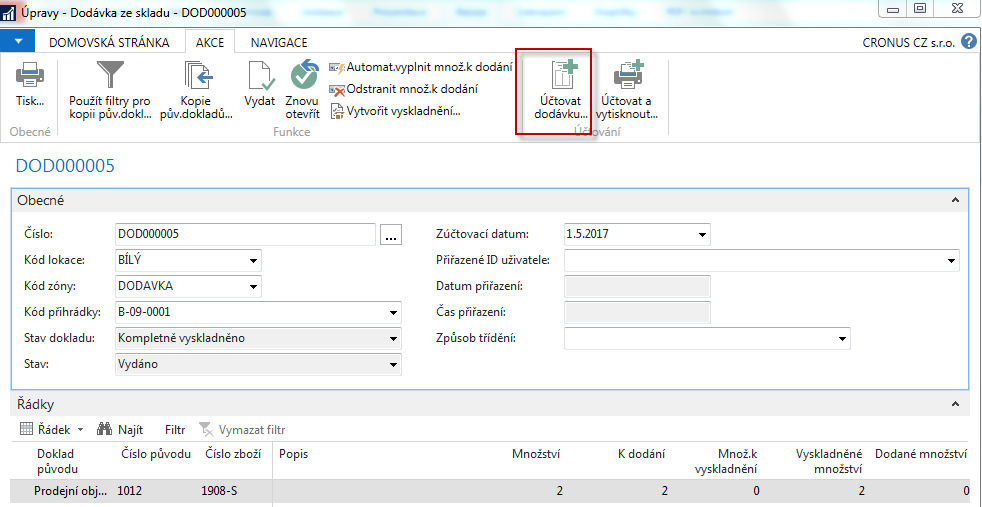 Úpravy - Dodávka ze skladu - DOD000005
DOMOVSKÁ STRÁNKA AKCE NAVIGACE CRONUS CZ s.r.o. ?
Tisk...
Obecné
Použít filtry pro
kopii pův.dokl...
Kopie
pův.dokladů...
Vydat
Znovu
otevřít
Automat.vyplnit množ.k dodání
Odstranit množ.k dodání
Vytvořit vyskladnění...
Funkce
Účtovat
dodávku...
Účtovat a
vytisknout...
Účtování
DOD000005
Obecné
Číslo: DOD000005 ... Zúčtovací datum: 1.5.2017
Kód lokace: BÍLÝ Přiřazené ID uživatele:
Kód zóny: DODAVKA Datum přiřazení:
Kód přihrádky: B-09-0001 Čas přiřazení:
Stav dokladu: Kompletně vyskladněno Způsob třídění:
Stav: Vydáno
Řádky
Řádek Najít Filtr Vymazat filtr
Doklad
původu
Číslo původu Číslo zboží Popis Množství K dodání
Množ.k
vyskladnění
Vyskladněné
množství
Dodané množství
Prodejní obj... 1012 1908-S 2 2 0 2 0